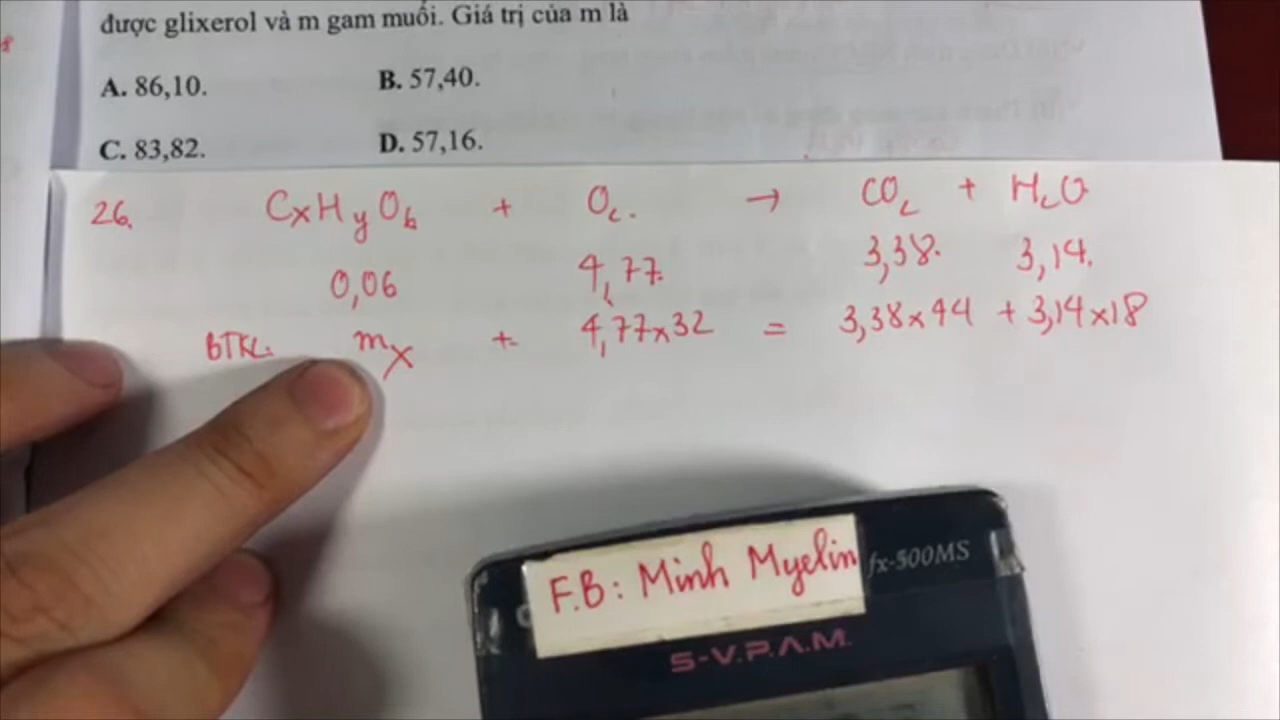 được glixerol và m gam muối. Giá trị của m là
A. 86,10. B. 57,40.
C. 83,82. D. 57,16.
26. CxHyO6 + O2. → CO2 + H2O
0,06 4,77. 3,38. 3,14.
BTKL: mX + 4,77x32 = 3,38x44 + 3,14x18
F.B: Minh Myelin
fx-500MS
S-V.P.A.M.